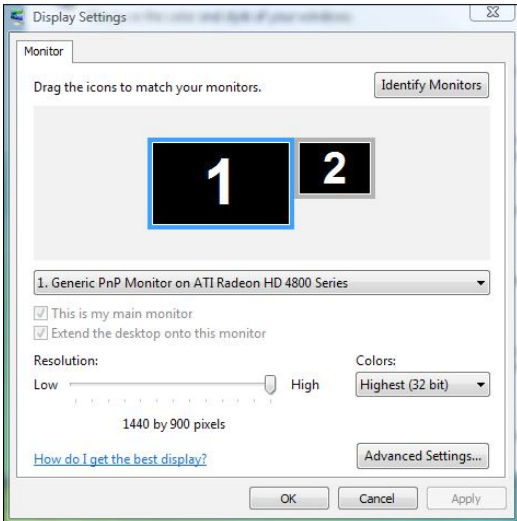 Display Settings
Monitor
Drag the icons to match your monitors.
Identify Monitors
1
2
1. Generic PnP Monitor on ATI Radeon HD 4800 Series
This is my main monitor
Extend the desktop onto this monitor
Resolution:
Colors:
Low
High
Highest (32 bit)
1440 by 900 pixels
How do I get the best display?
Advanced Settings...
OK
Cancel
Apply